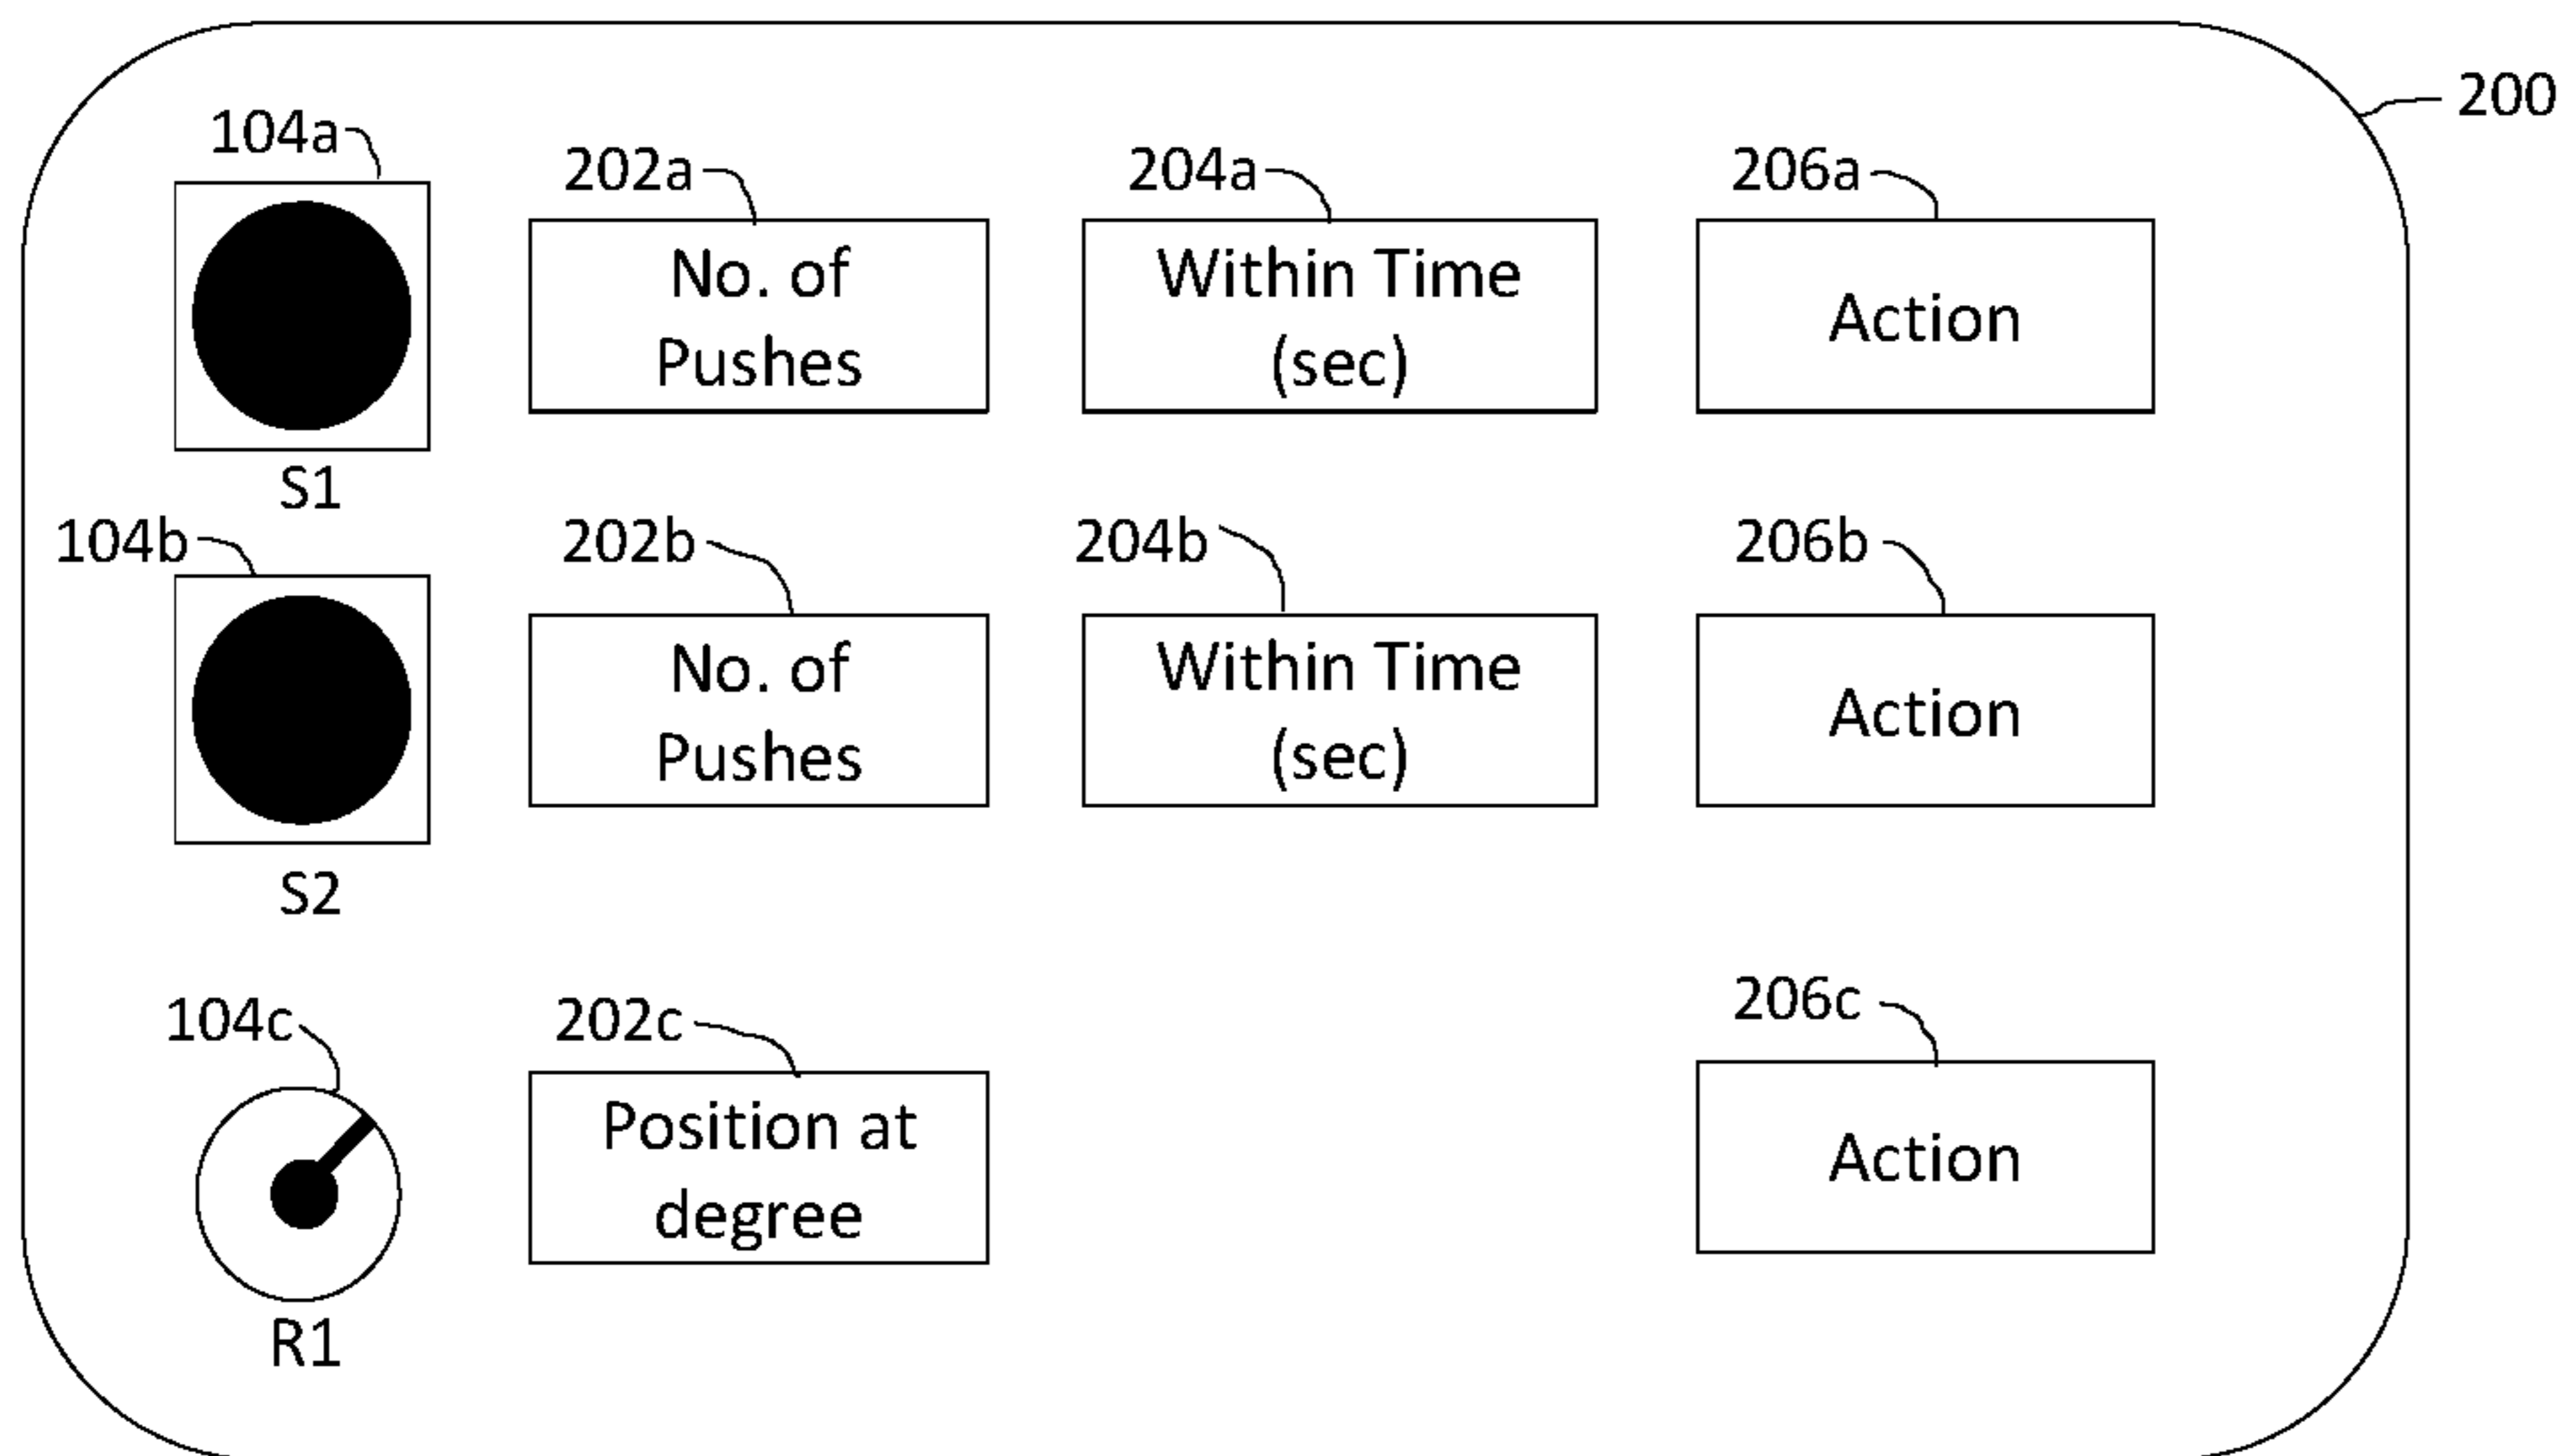 200
104a
202a
204a
206a
No. of
Pushes
Within Time
(sec)
Action
S1
104b
202b
204b
206b
No. of
Pushes
Within Time
(sec)
Action
S2
104c
202c
206c
Position at
degree
Action
R1